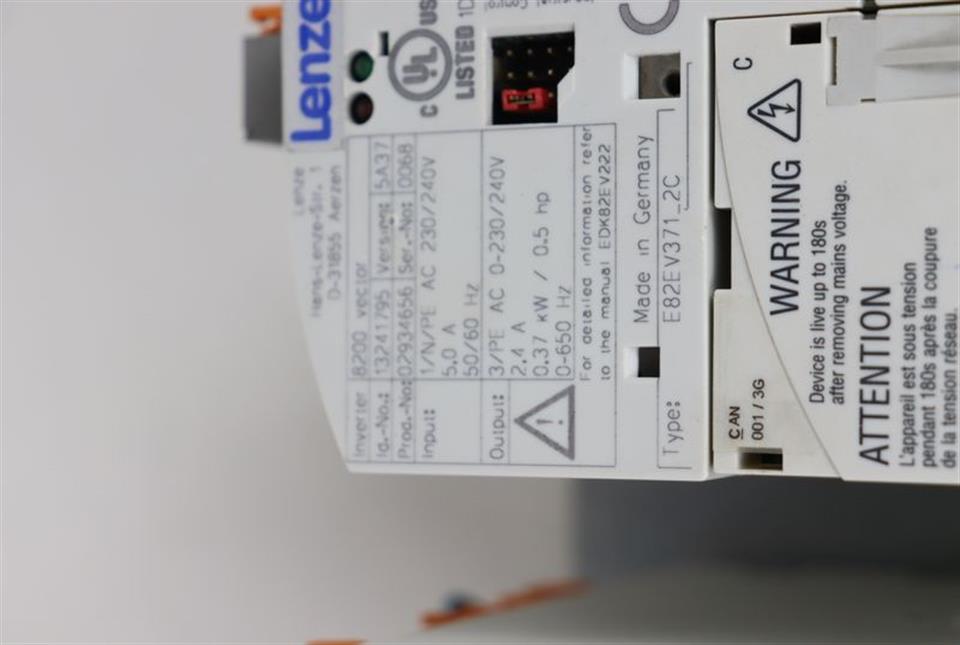 Lenze
Lenze
Hans-Lenze-Str. 1
D-31855 Aerzen
C UL US
LISTED 1D
Inverter 8200 vector
Id.-No.: 13241795 Version: 5A37
Prod.-No: 02934656 Ser.-No: 0068
Input: 1/N/PE AC 230/240V
5.0 A
50/60 Hz
Output: 3/PE AC 0-230/240V
2.4 A
0.37 kW / 0.5 hp
0-650 Hz
For detailed information refer
to the manual EDK82EV222
Made in Germany
Type: E82EV371_2C
C
CAN
001 / 3G
WARNING
Device is live up to 180s
after removing mains voltage.
ATTENTION
L'appareil est sous tension
pendant 180s après la coupure
de la tension réseau.